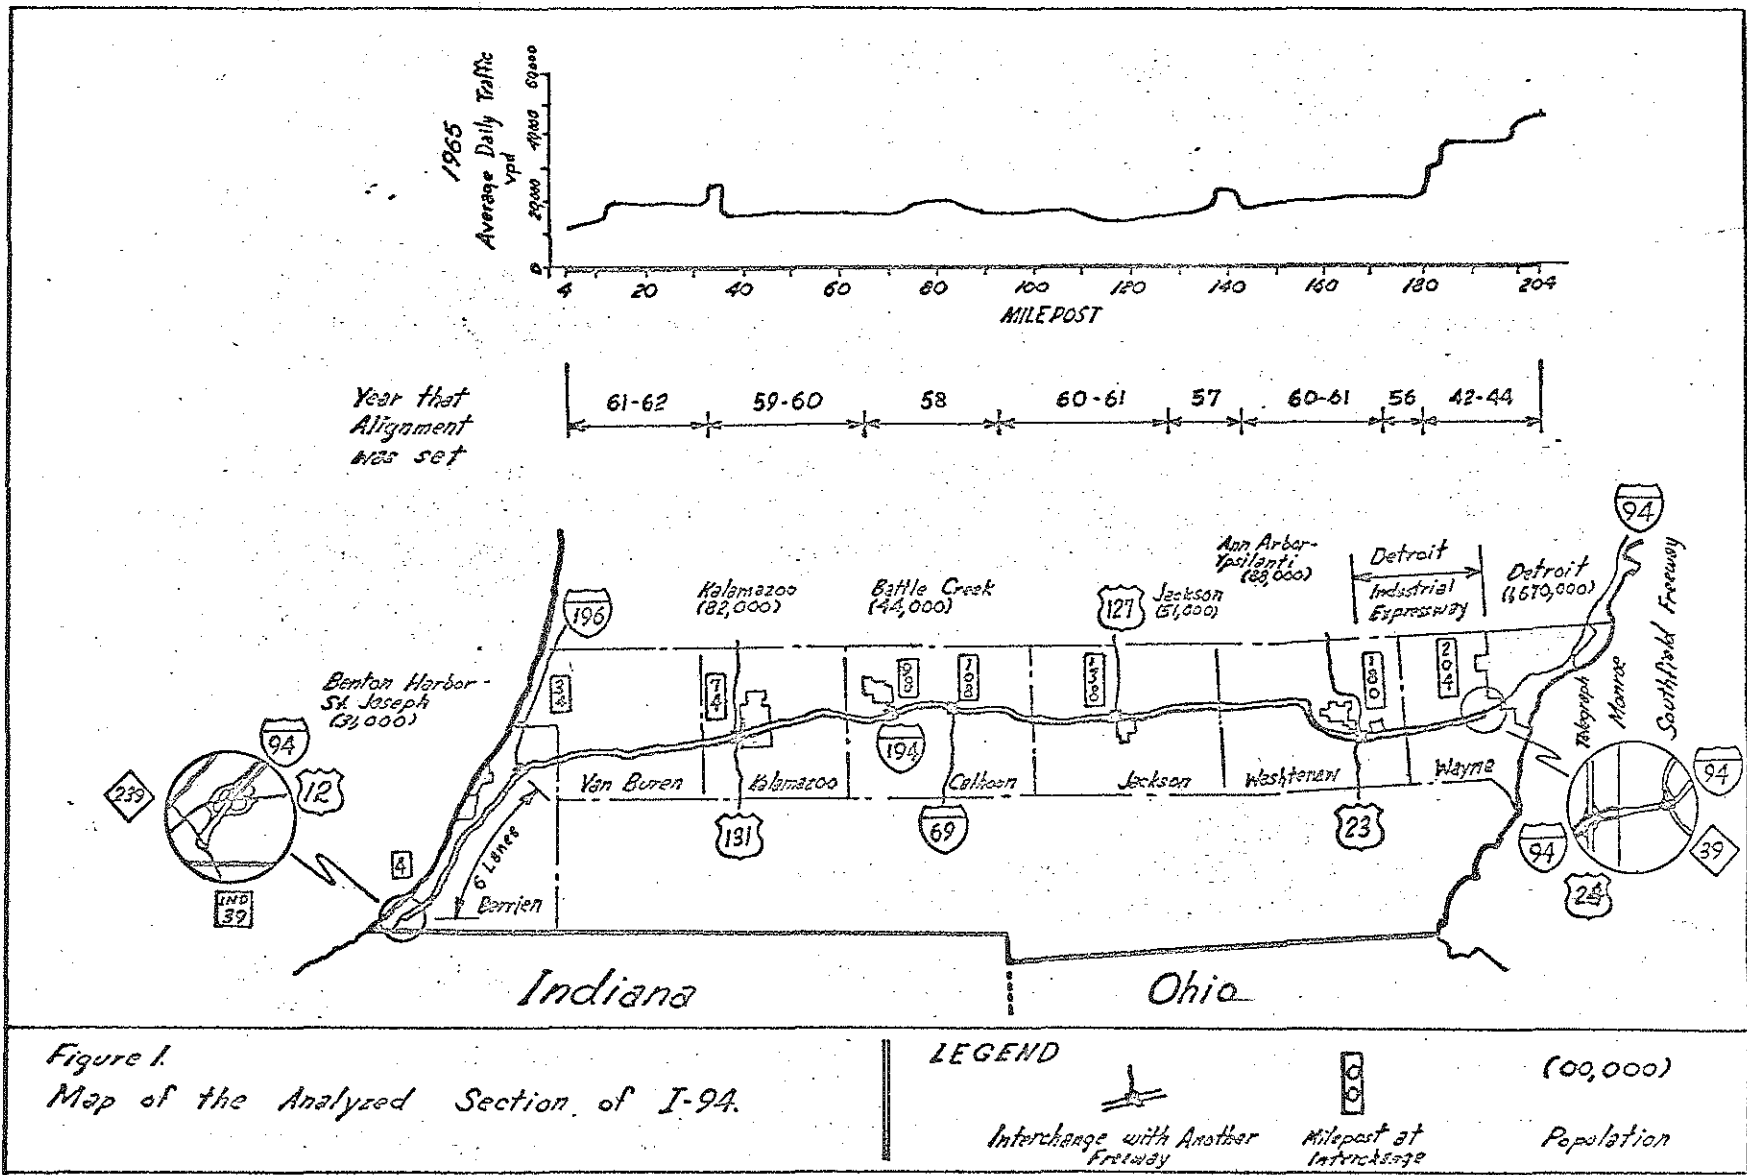 1965
Average Daily Traffic
vpd
0
20,000
40,000
60,000
4 20 40 60 80 100 120 140 160 180 204
MILEPOST
Year that
Alignment
was set
61-62 59-60 58 60-61 57 60-61 56 42-44
94
Kalamazoo
(82,000)
Battle Creek
(44,000)
127
Jackson
(51,000)
Ann Arbor-
Ypsilanti
(88,000)
Detroit
Industrial
Expressway
Detroit
(1,670,000)
Southfield Freeway
196
Benton Harbor-
St. Joseph
(31,000)
34
74
98
108
138
180
204
Telegraph
Monroe
94
239
12
194
Van Buren
Kalamazoo
Calhoun
Jackson
Washtenaw
Wayne
94
131
69
23
94
39
24
6 Lanes
4
IND
39
Berrien
Indiana
Ohio
Figure 1.
Map of the Analyzed Section of I-94.
LEGEND
(00,000)
Interchange with Another
Freeway
Milepost at
Interchange
Population